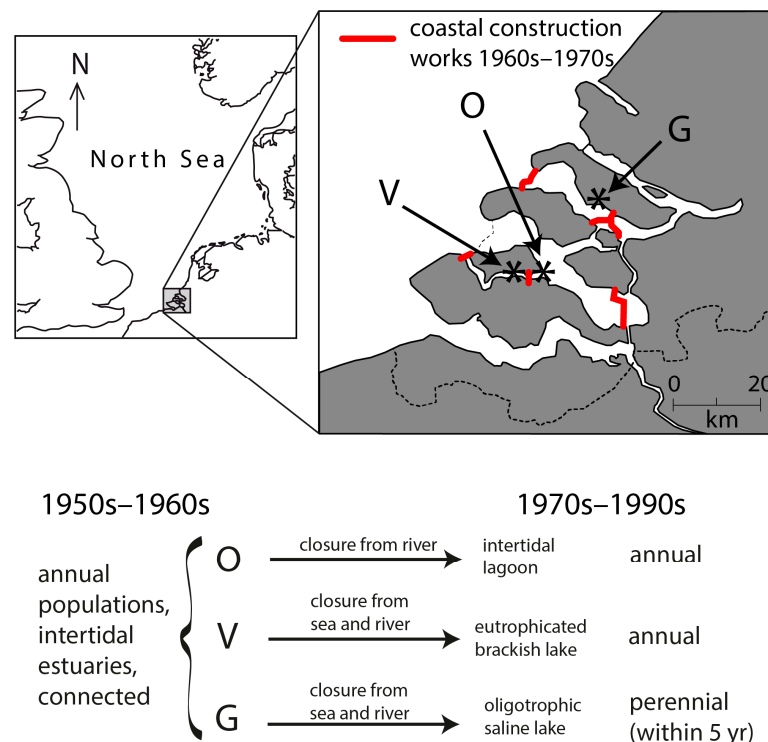 coastal construction
works 1960s–1970s
N
North Sea
O
G
V
0 20
km
1950s–1960s
1970s–1990s
annual
populations,
intertidal
estuaries,
connected
O
closure from river
intertidal
lagoon
annual
V
closure from
sea and river
eutrophicated
brackish lake
annual
G
closure from
sea and river
oligotrophic
saline lake
perennial
(within 5 yr)